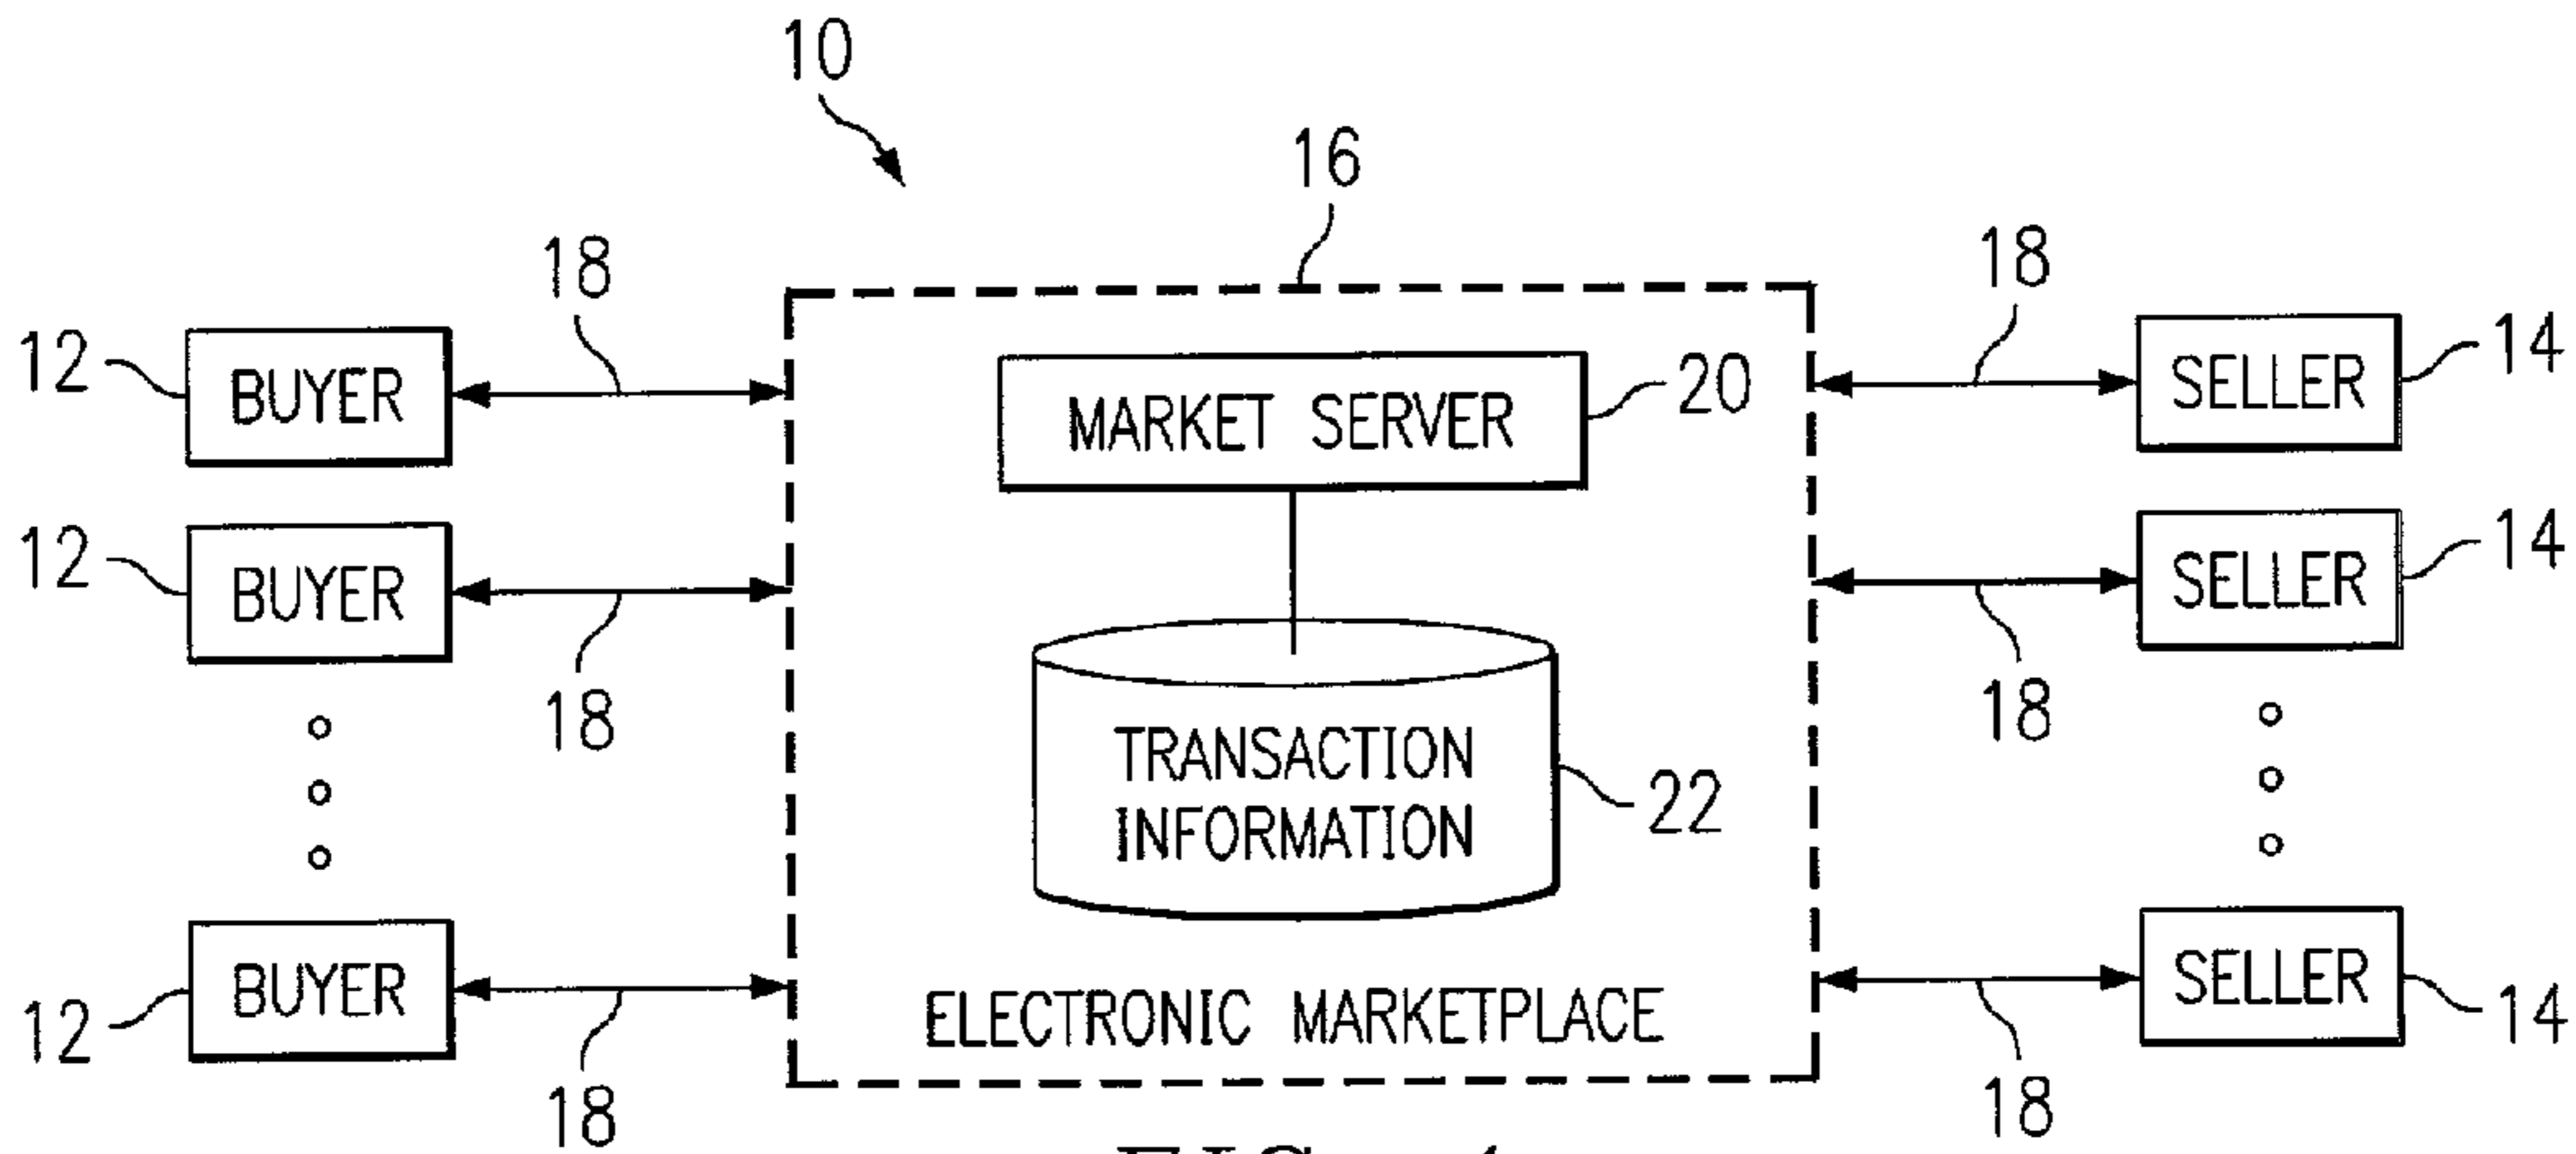 10
16
18
18
12
BUYER
MARKET SERVER
20
SELLER
14
12
BUYER
SELLER
14
18
18
TRANSACTION
INFORMATION
22
12
BUYER
ELECTRONIC MARKETPLACE
SELLER
14
18
18